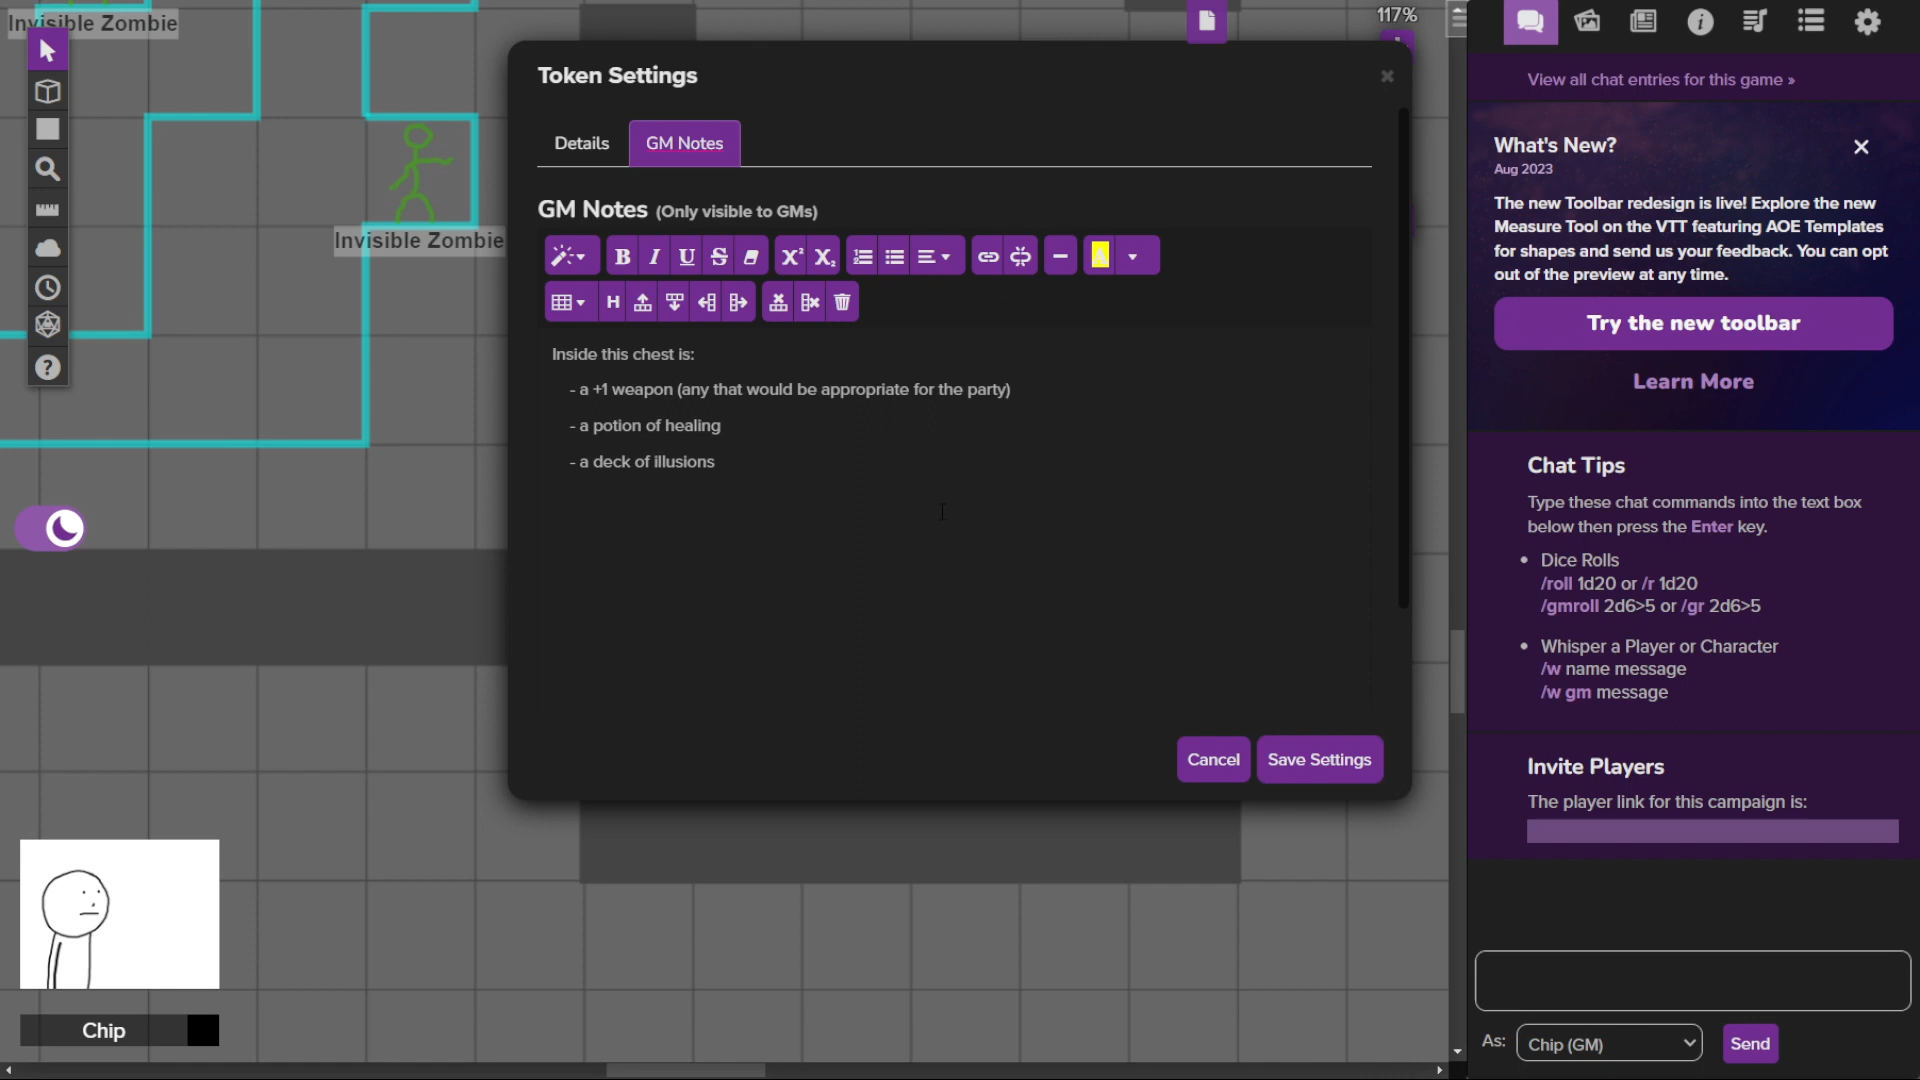 Invisible Zombie
117%
Token Settings
Details
GM Notes
Invisible Zombie
GM Notes (Only visible to GMs)
B I U S X² X₂ A
H
Inside this chest is:
- a +1 weapon (any that would be appropriate for the party)
- a potion of healing
- a deck of illusions
Cancel
Save Settings
Chip
View all chat entries for this game »
What's New?
Aug 2023
The new Toolbar redesign is live! Explore the new
Measure Tool on the VTT featuring AOE Templates
for shapes and send us your feedback. You can opt
out of the preview at any time.
Try the new toolbar
Learn More
Chat Tips
Type these chat commands into the text box
below then press the Enter key.
• Dice Rolls
/roll 1d20 or /r 1d20
/gmroll 2d6>5 or /gr 2d6>5
• Whisper a Player or Character
/w name message
/w gm message
Invite Players
The player link for this campaign is:
As: Chip (GM)
Send